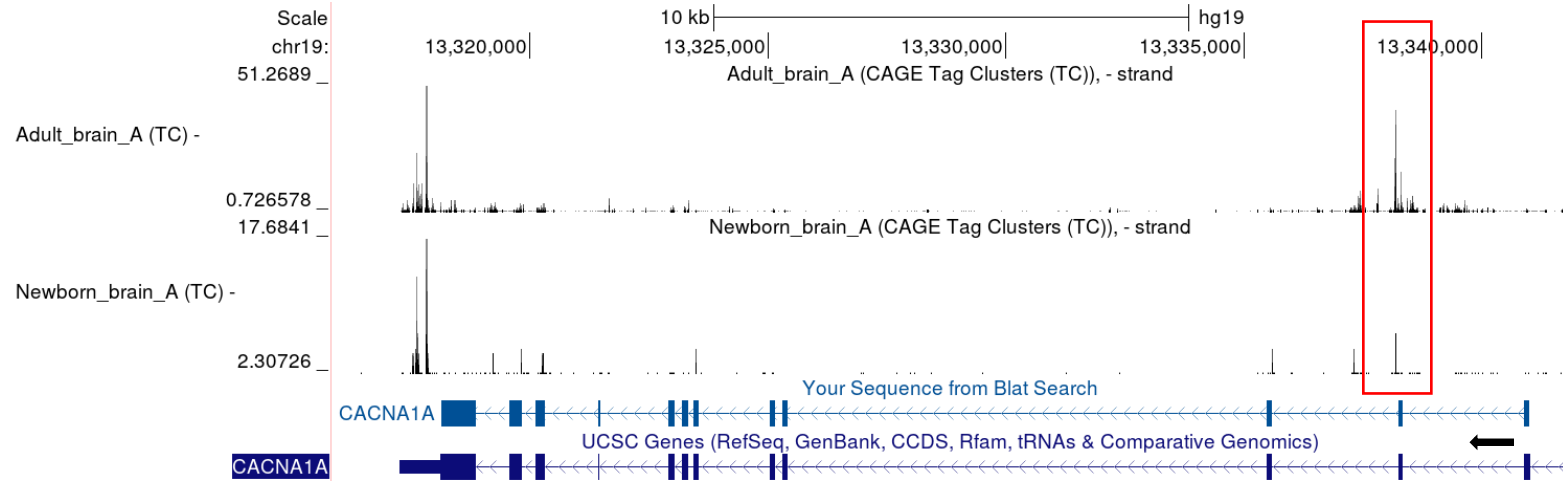 Scale 10 kb hg19
chr19: 13,320,000 13,325,000 13,330,000 13,335,000 13,340,000
51.2689 _ Adult_brain_A (CAGE Tag Clusters (TC)), - strand
Adult_brain_A (TC) -
0.726578 _
17.6841 _ Newborn_brain_A (CAGE Tag Clusters (TC)), - strand
Newborn_brain_A (TC) -
2.30726 _
Your Sequence from Blat Search
CACNA1A
UCSC Genes (RefSeq, GenBank, CCDS, Rfam, tRNAs & Comparative Genomics)
CACNA1A